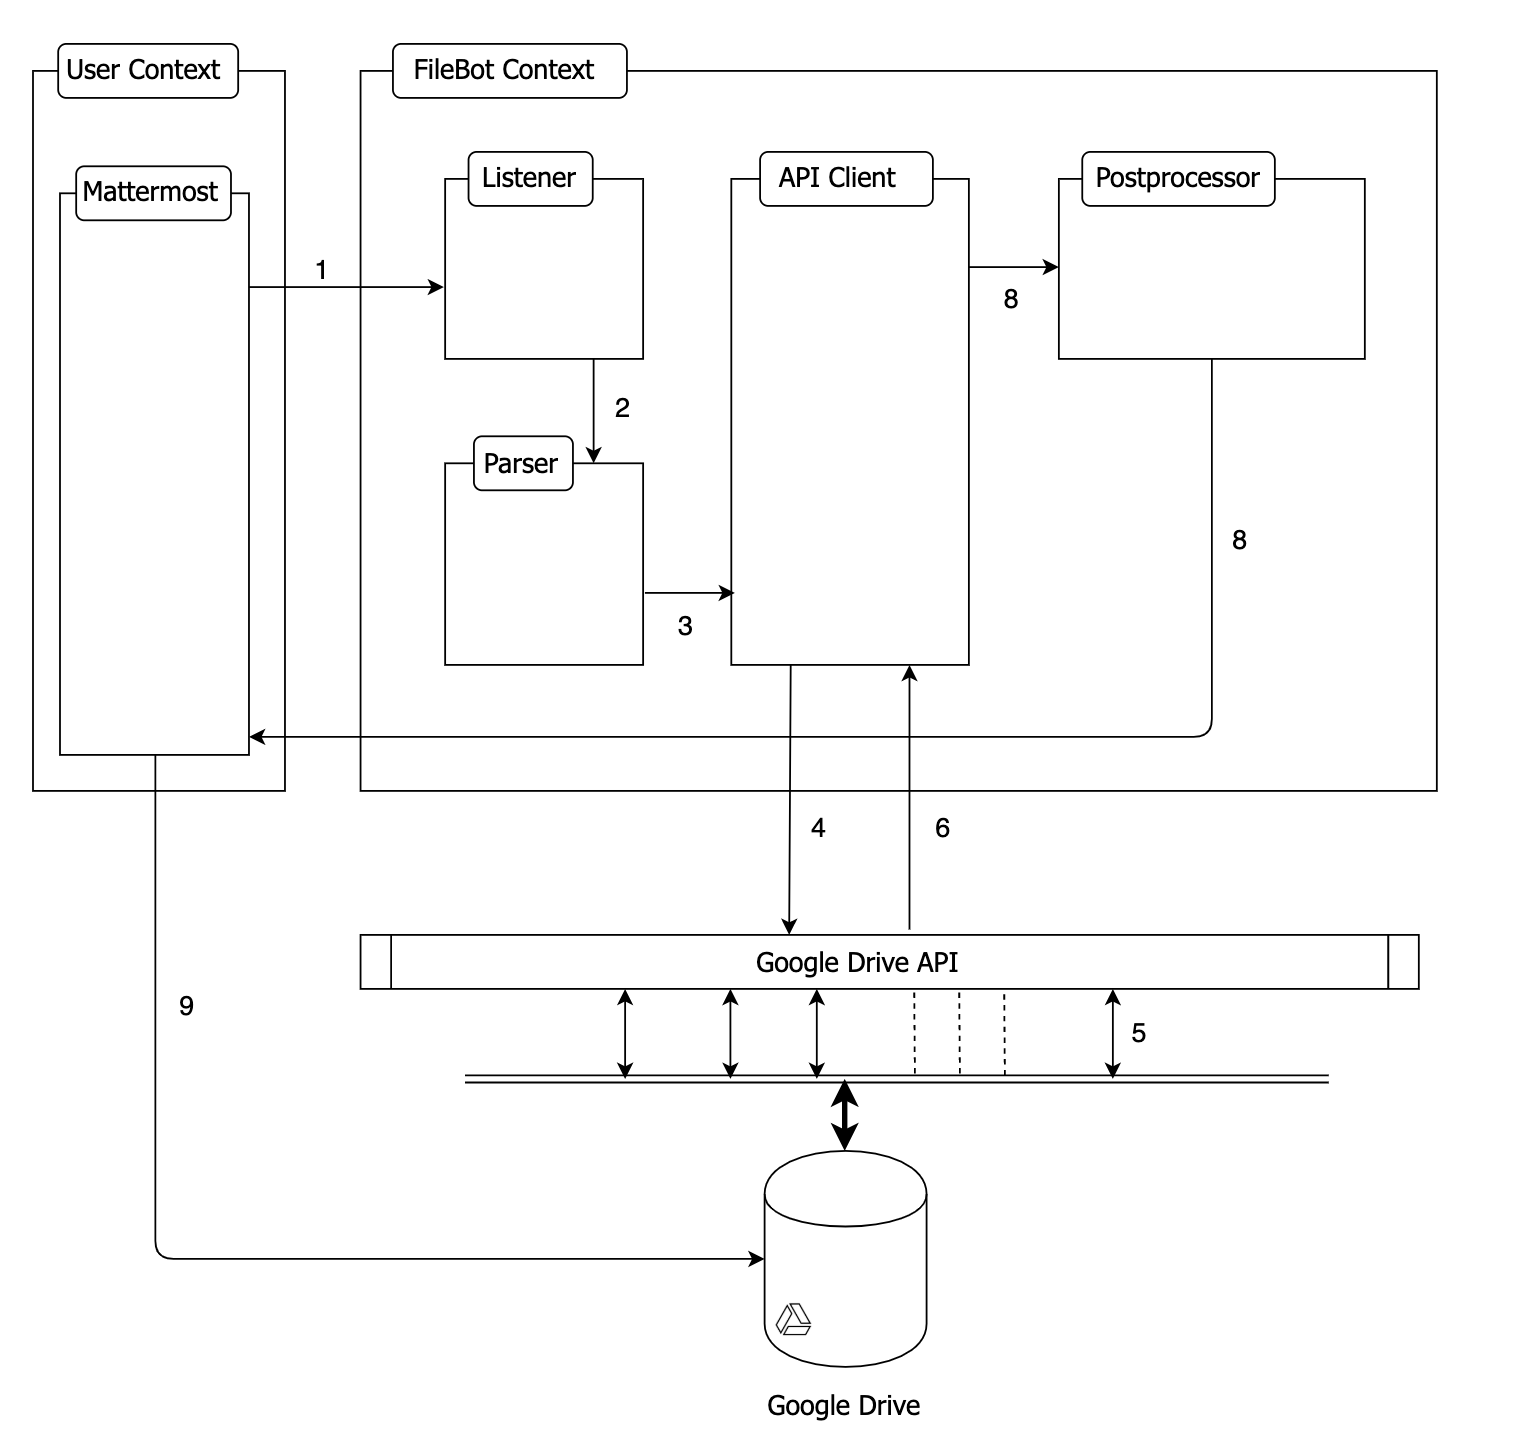 User Context
FileBot Context
Mattermost
Listener
API Client
Postprocessor
1
8
2
Parser
3
8
4
6
Google Drive API
9
5
Google Drive